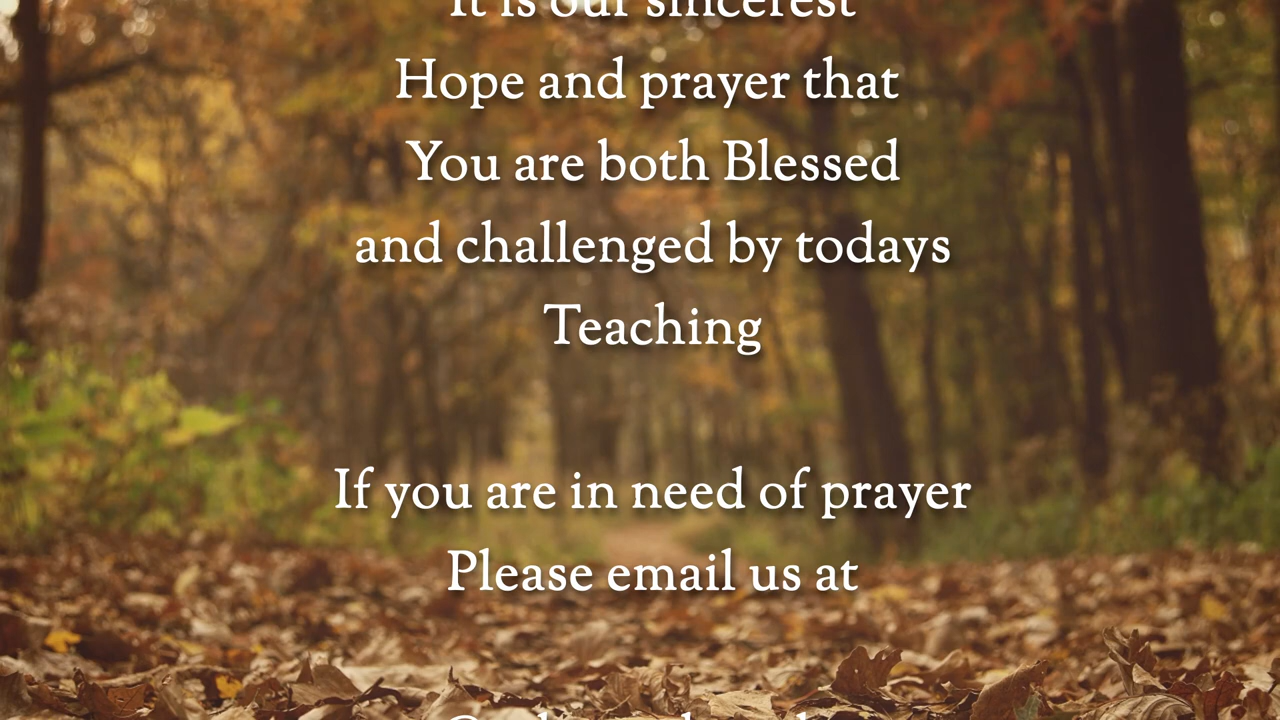 It is our sincerest
Hope and prayer that
You are both Blessed
and challenged by todays
Teaching
If you are in need of prayer
Please email us at